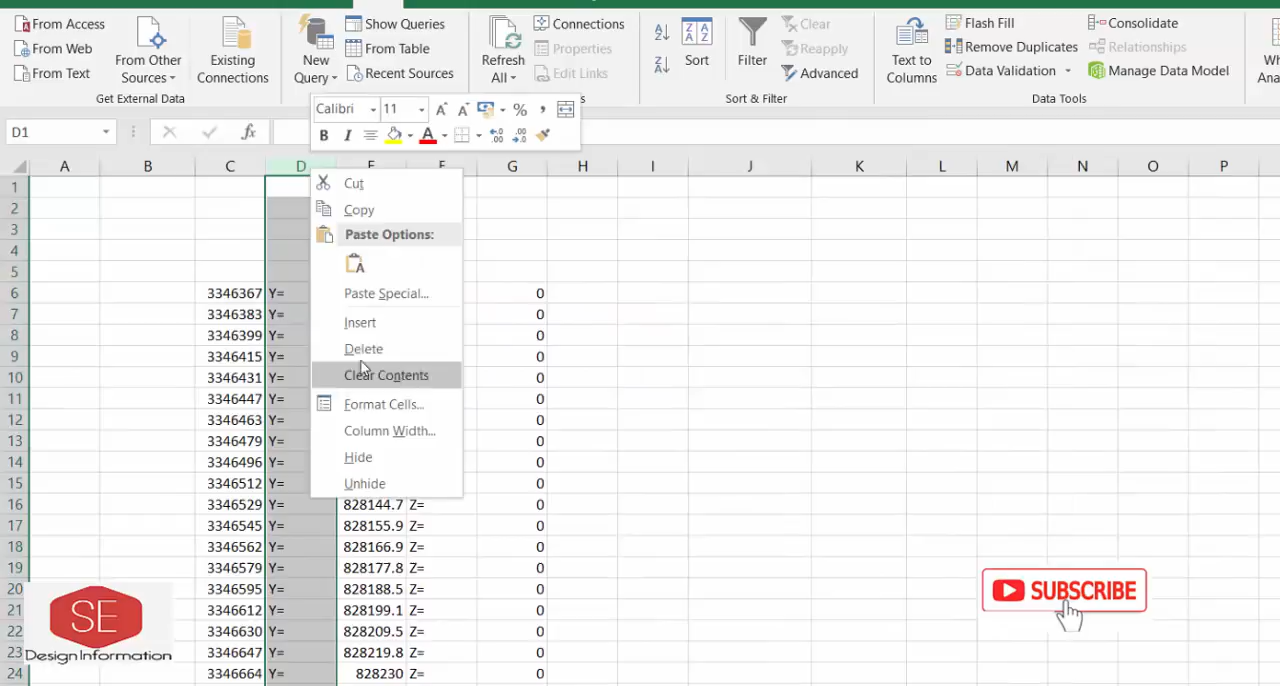 From Access
From Web
From Text
From Other Sources
Existing Connections
Get External Data
New Query
Show Queries
From Table
Recent Sources
Refresh All
Connections
Properties
Edit Links
Sort
Filter
Clear
Reapply
Advanced
Sort & Filter
Text to Columns
Flash Fill
Remove Duplicates
Data Validation
Consolidate
Relationships
Manage Data Model
Data Tools
Calibri 11 A A % ,
B I A
D1 fx
A B C D E F G H I J K L M N O P
Cut
Copy
Paste Options:
Paste Special...
Insert
Delete
Clear Contents
Format Cells...
Column Width...
Hide
Unhide
1
2
3
4
5
6 3346367 Y= 0
7 3346383 Y= 0
8 3346399 Y= 0
9 3346415 Y= 0
10 3346431 Y= 0
11 3346447 Y= 0
12 3346463 Y= 0
13 3346479 Y= 0
14 3346496 Y= 0
15 3346512 Y= 0
16 3346529 Y= 828144.7 Z= 0
17 3346545 Y= 828155.9 Z= 0
18 3346562 Y= 828166.9 Z= 0
19 3346579 Y= 828177.8 Z= 0
20 3346595 Y= 828188.5 Z= 0
21 3346612 Y= 828199.1 Z= 0
22 3346630 Y= 828209.5 Z= 0
23 3346647 Y= 828219.8 Z= 0
24 3346664 Y= 828230 Z= 0
SE
Design Information
SUBSCRIBE